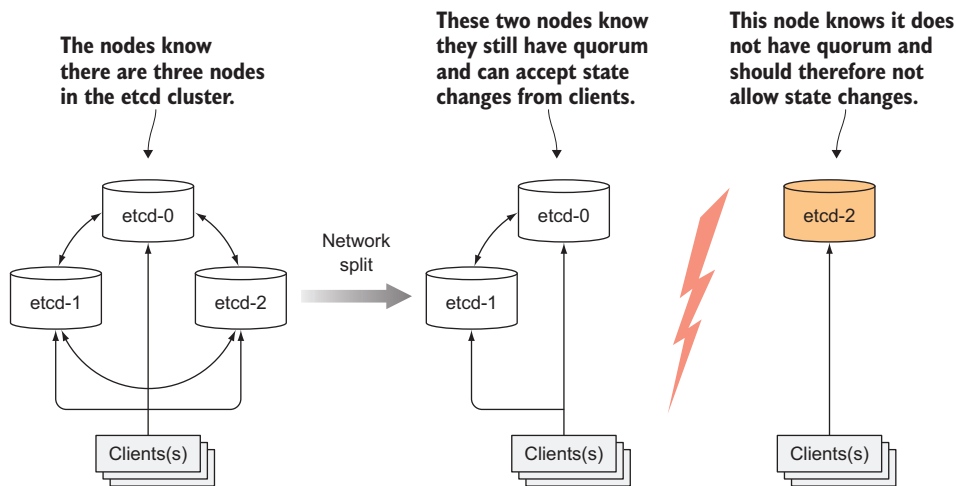 The nodes know
there are three nodes
in the etcd cluster.
These two nodes know
they still have quorum
and can accept state
changes from clients.
This node knows it does
not have quorum and
should therefore not
allow state changes.
etcd-0
etcd-1
etcd-2
Clients(s)
Network
split
etcd-0
etcd-1
Clients(s)
etcd-2
Clients(s)